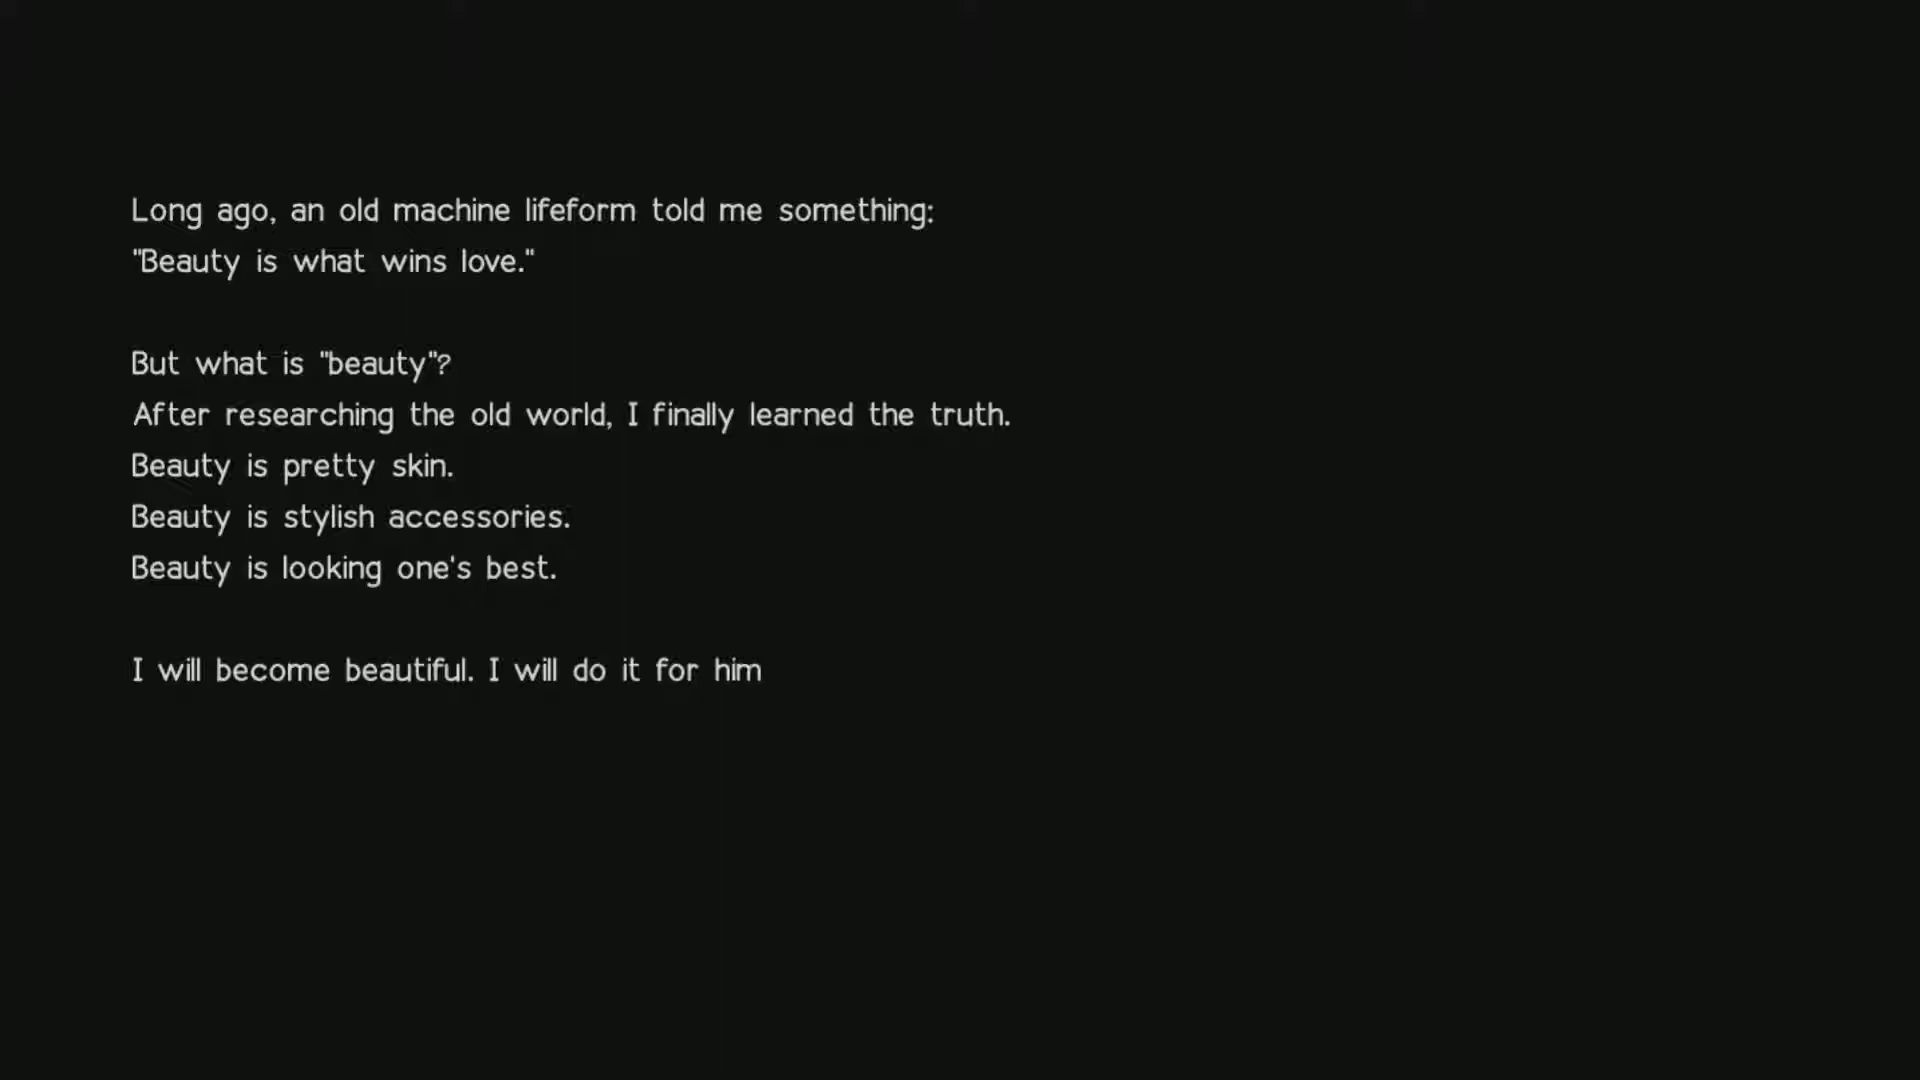 Long ago, an old machine lifeform told me something:
"Beauty is what wins love."
But what is "beauty"?
After researching the old world, I finally learned the truth.
Beauty is pretty skin.
Beauty is stylish accessories.
Beauty is looking one's best.
I will become beautiful. I will do it for him